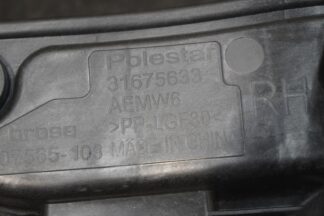 Polestar
31675633
AEMW6
RH
brose >PP-LGF30<
MADE IN CHINA